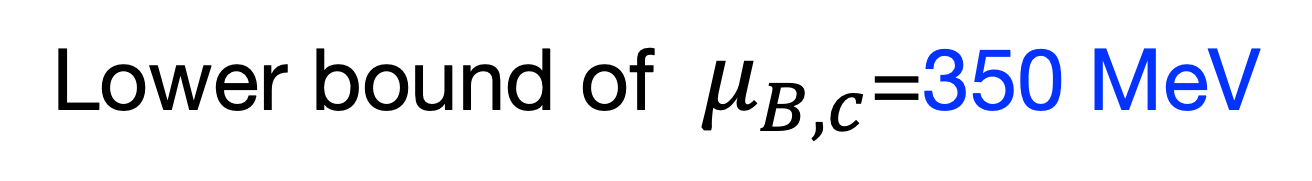 Lower bound of μ_{B,c}=350 MeV